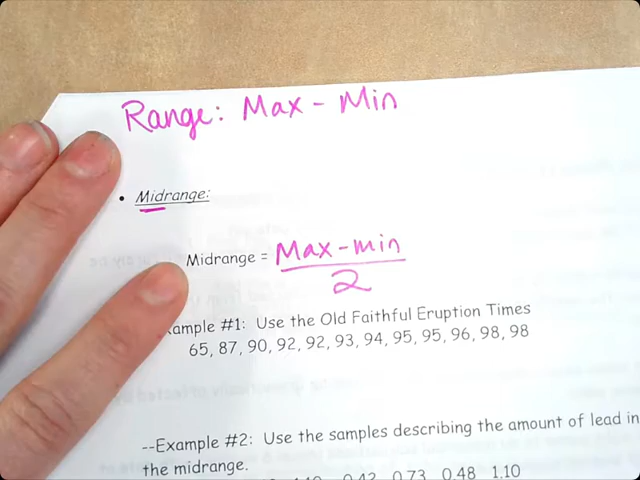 Range: Max - Min
• Midrange:
Midrange = Max - min
2
ample #1: Use the Old Faithful Eruption Times
65, 87, 90, 92, 92, 93, 94, 95, 95, 96, 98, 98
--Example #2: Use the samples describing the amount of lead in
the midrange.
0.42 0.73 0.48 1.10